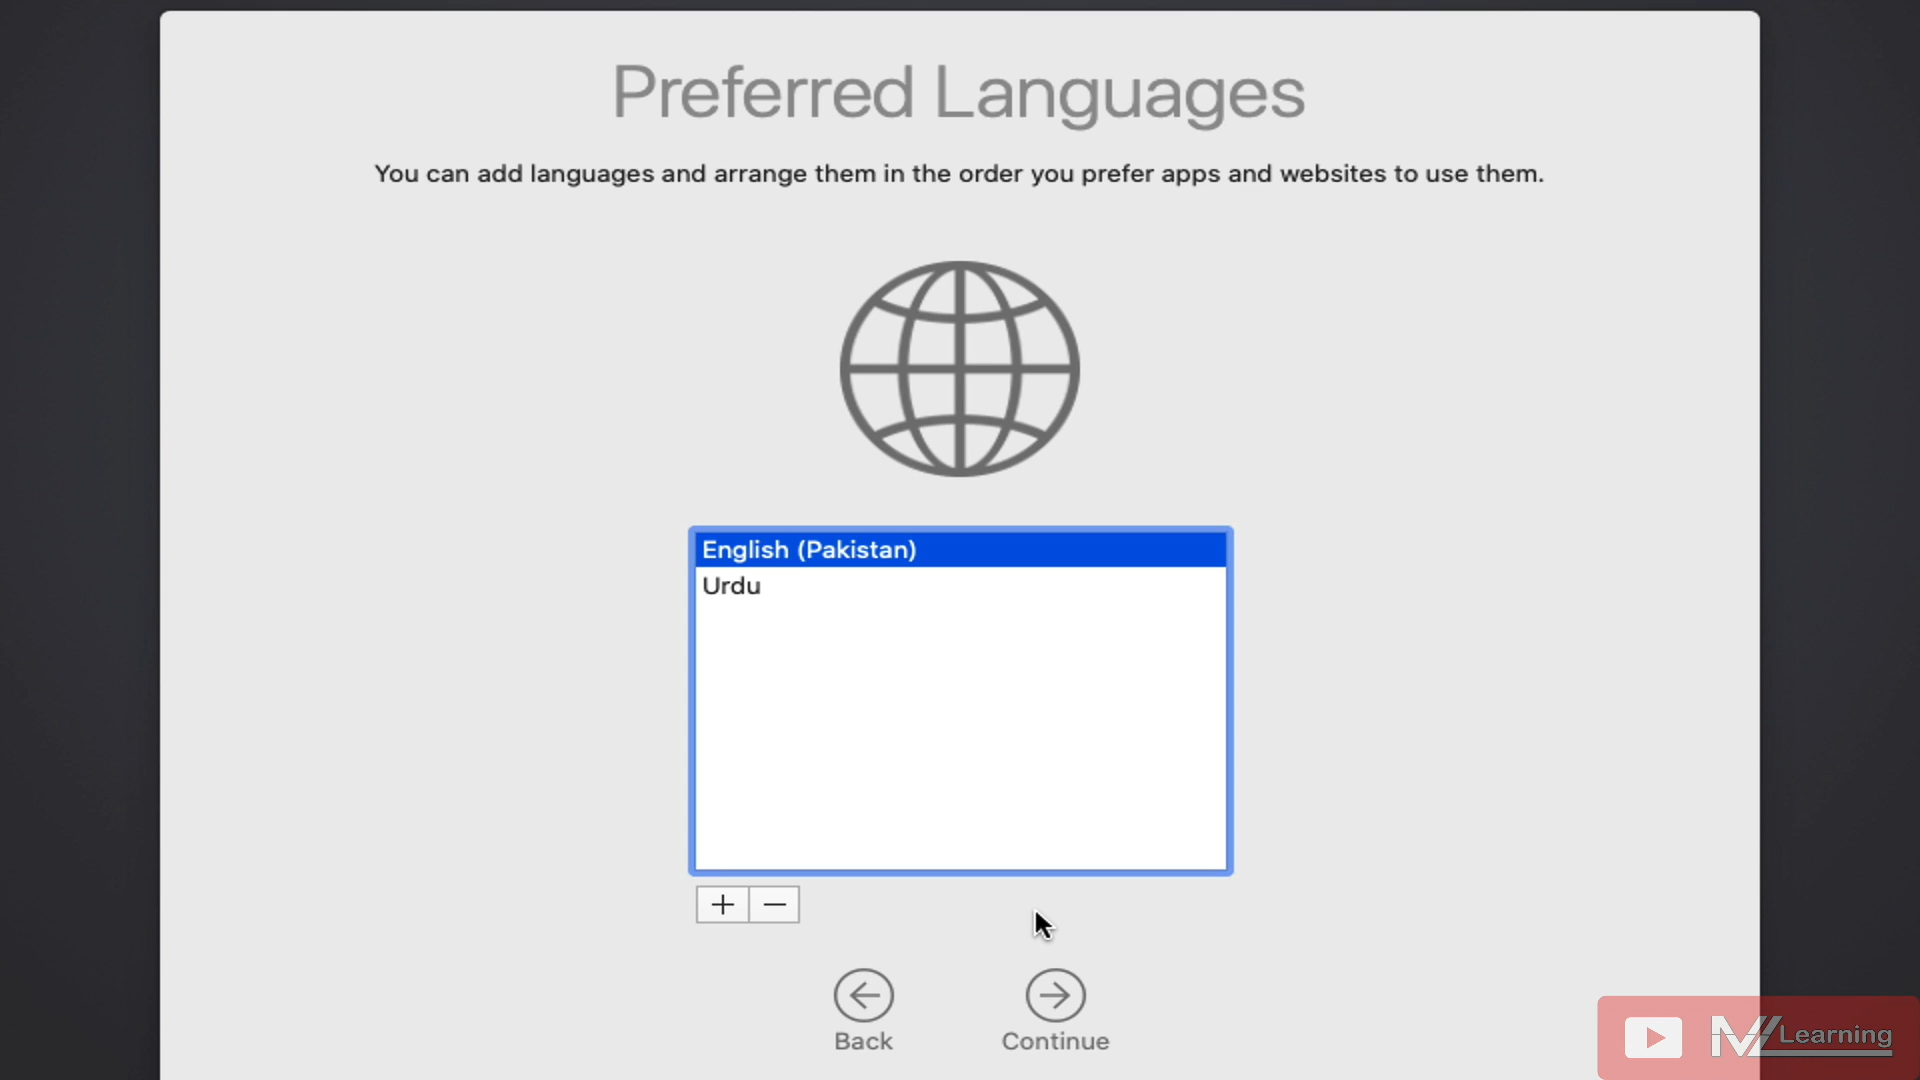 Preferred Languages
You can add languages and arrange them in the order you prefer apps and websites to use them.
English (Pakistan)
Urdu
Back
Continue
Learning